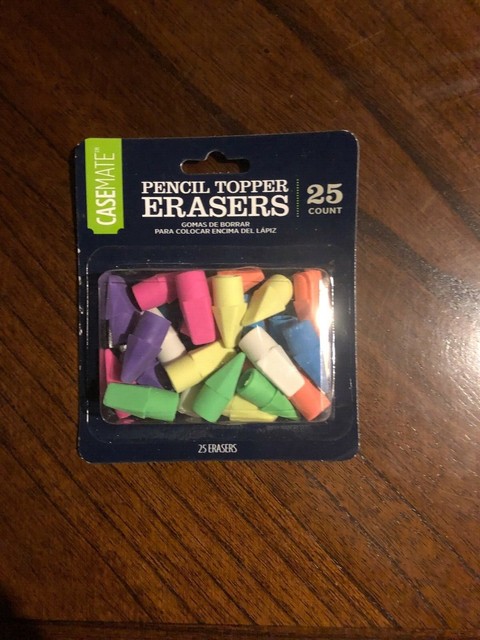 CASEMATE™
PENCIL TOPPER
ERASERS
25
COUNT
GOMAS DE BORRAR
PARA COLOCAR ENCIMA DEL LÁPIZ
25 ERASERS